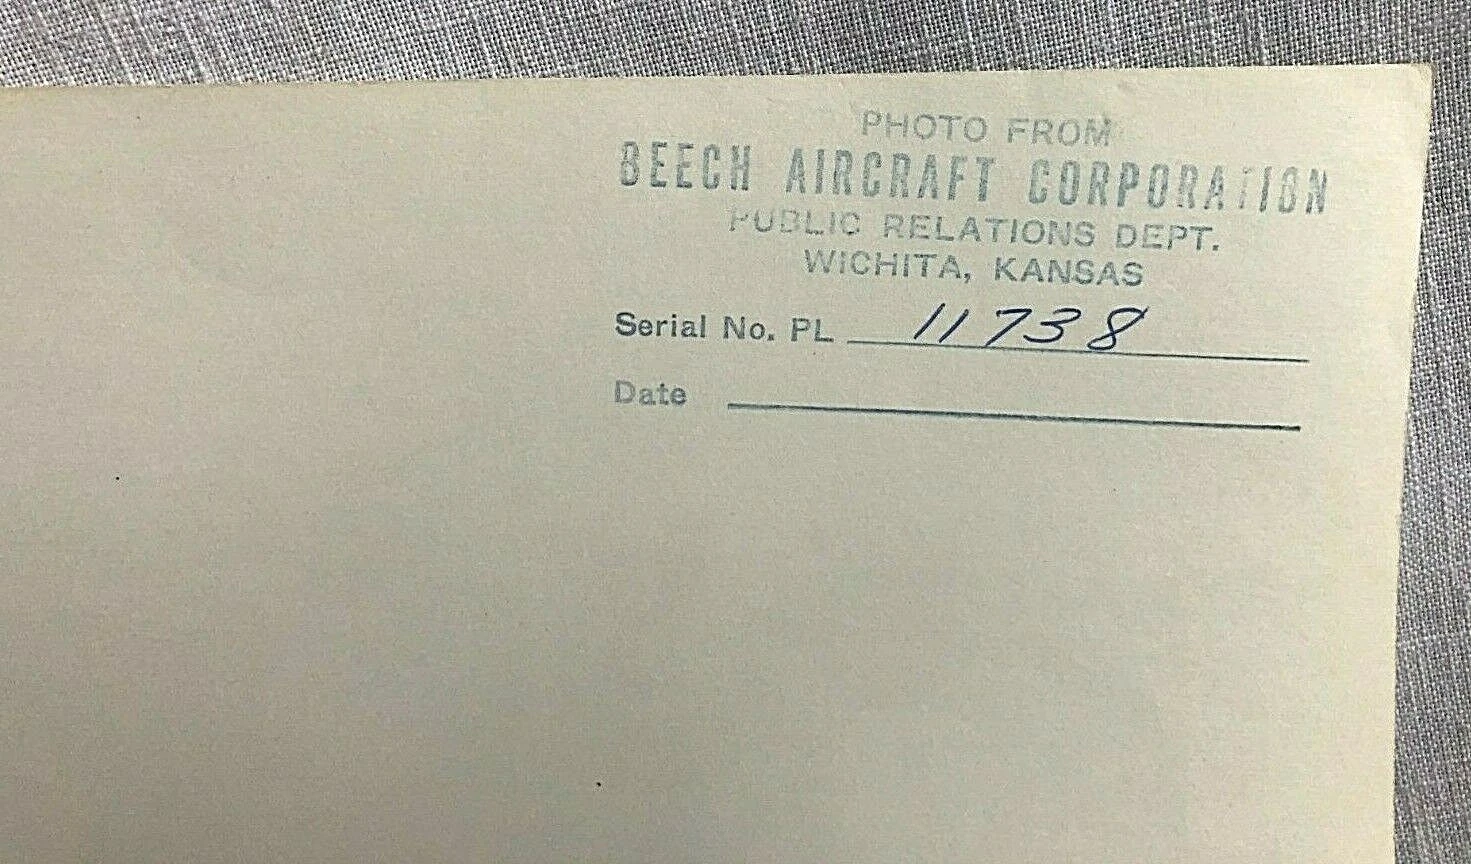 PHOTO FROM
BEECH AIRCRAFT CORPORATION
PUBLIC RELATIONS DEPT.
WICHITA, KANSAS
Serial No. PL 11738
Date